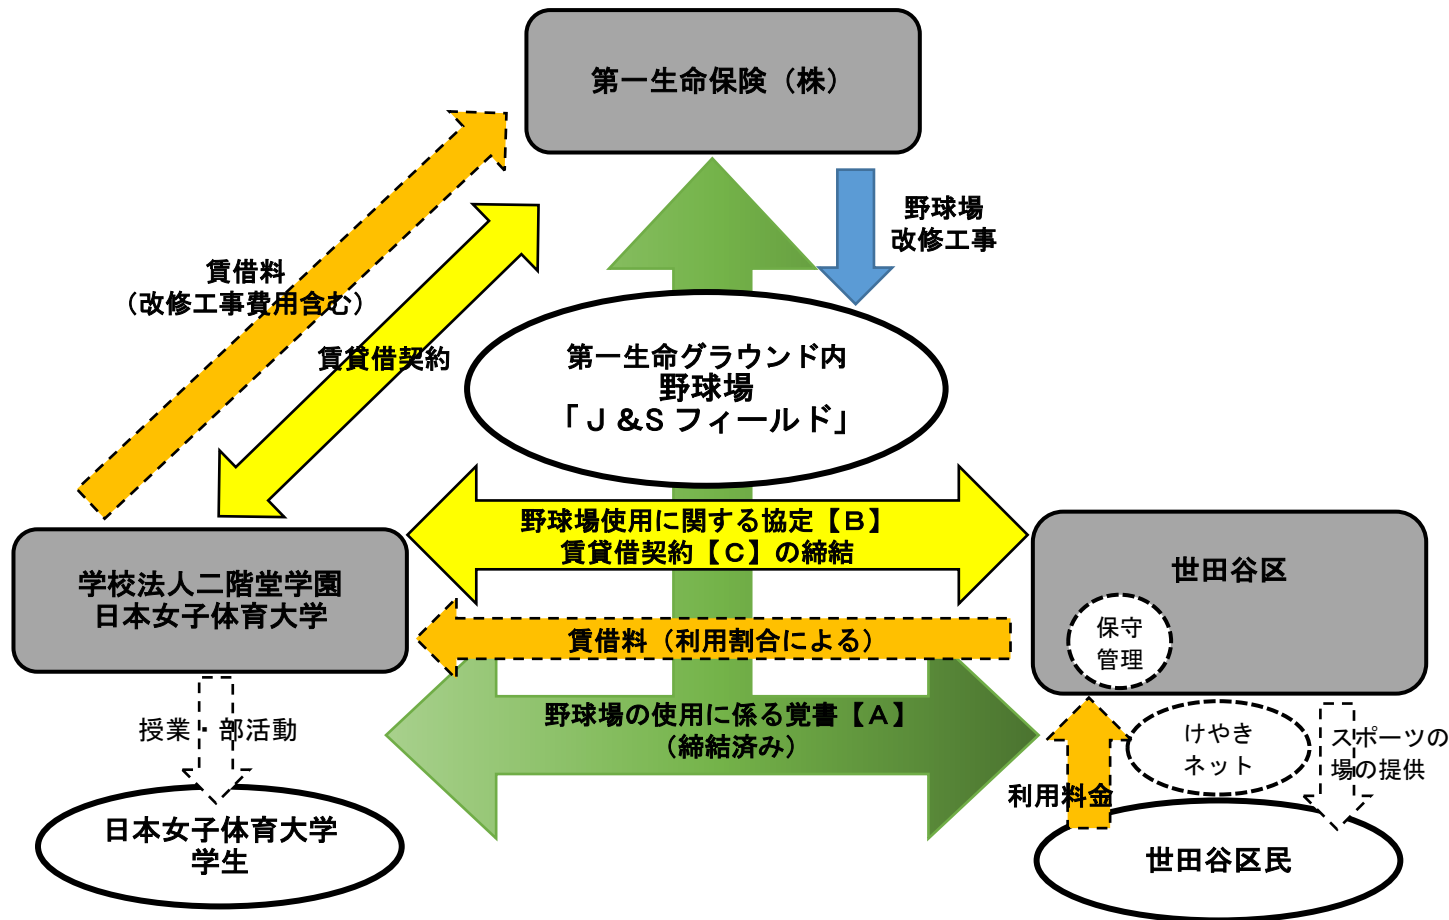 第一生命保険（株）
野球場
改修工事
賃借料
（改修工事費用含む）
賃貸借契約
第一生命グラウンド内
野球場
「Ｊ&Sフィールド」
野球場使用に関する協定【Ｂ】
賃貸借契約【Ｃ】の締結
学校法人二階堂学園
日本女子体育大学
世田谷区
保守
管理
賃借料（利用割合による）
野球場の使用に係る覚書【Ａ】
（締結済み）
授業・部活動
けやき
ネット
スポーツの
場の提供
利用料金
日本女子体育大学
学生
世田谷区民